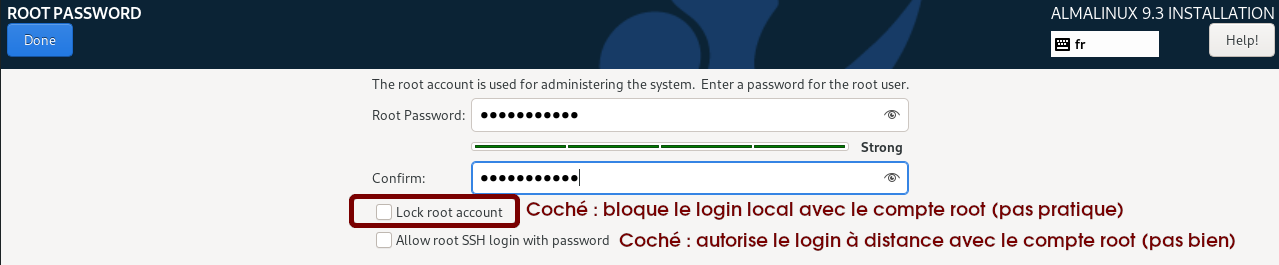 ROOT PASSWORD
ALMALINUX 9.3 INSTALLATION
Done
fr
Help!
The root account is used for administering the system. Enter a password for the root user.
Root Password: ●●●●●●●●●●●
Strong
Confirm: ●●●●●●●●●●●
Lock root account Coché : bloque le login local avec le compte root (pas pratique)
Allow root SSH login with password Coché : autorise le login à distance avec le compte root (pas bien)